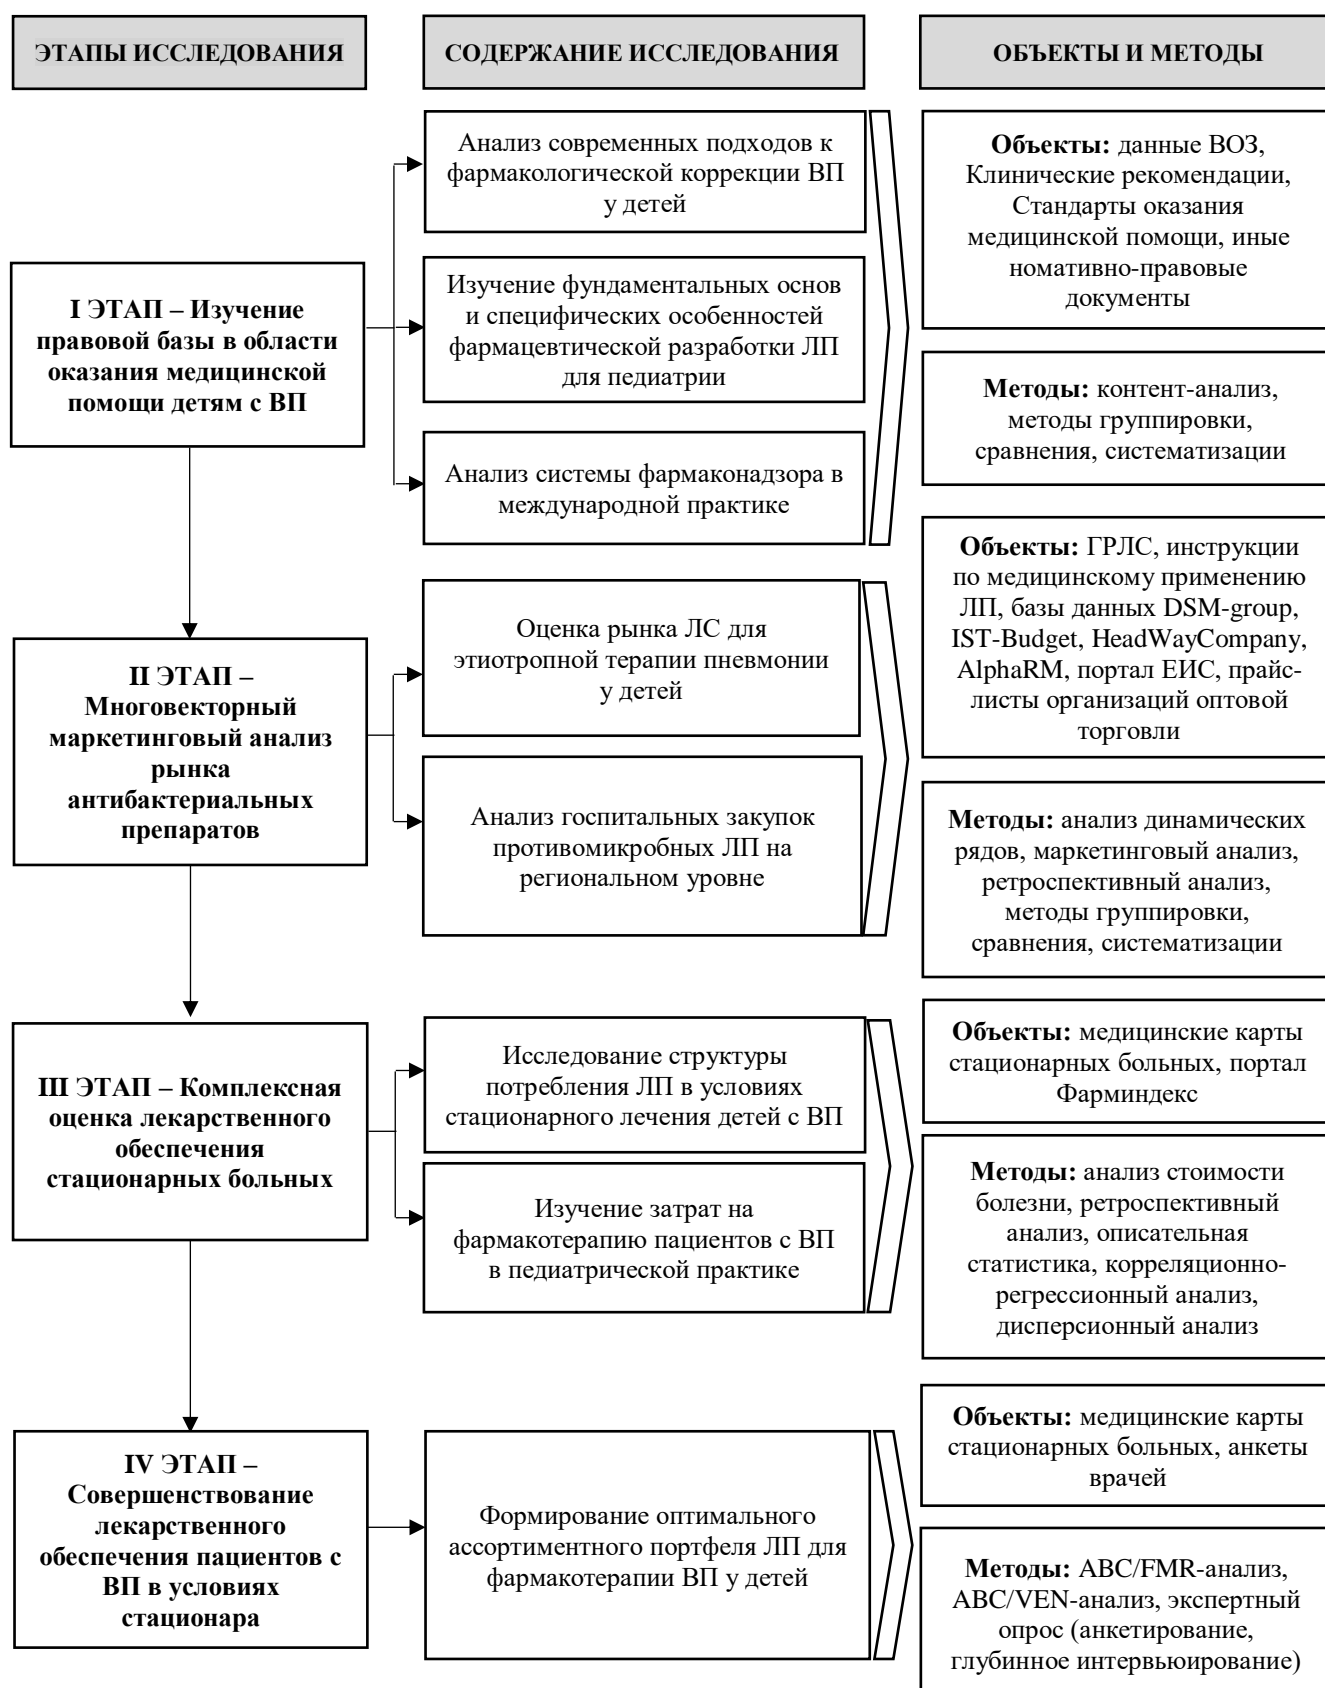 ЭТАПЫ ИССЛЕДОВАНИЯ
СОДЕРЖАНИЕ ИССЛЕДОВАНИЯ
ОБЪЕКТЫ И МЕТОДЫ
I ЭТАП – Изучение
правовой базы в области
оказания медицинской
помощи детям с ВП
Анализ современных подходов к
фармакологической коррекции ВП
у детей
Изучение фундаментальных основ
и специфических особенностей
фармацевтической разработки ЛП
для педиатрии
Анализ системы фармаконадзора в
международной практике
Объекты: данные ВОЗ,
Клинические рекомендации,
Стандарты оказания
медицинской помощи, иные
номативно-правовые
документы
Методы: контент-анализ,
методы группировки,
сравнения, систематизации
II ЭТАП –
Многовекторный
маркетинговый анализ
рынка
антибактериальных
препаратов
Оценка рынка ЛС для
этиотропной терапии пневмонии
у детей
Анализ госпитальных закупок
противомикробных ЛП на
региональном уровне
Объекты: ГРЛС, инструкции
по медицинскому применению
ЛП, базы данных DSM-group,
IST-Budget, HeadWayCompany,
AlphaRM, портал ЕИС, прайс-
листы организаций оптовой
торговли
Методы: анализ динамических
рядов, маркетинговый анализ,
ретроспективный анализ,
методы группировки,
сравнения, систематизации
III ЭТАП – Комплексная
оценка лекарственного
обеспечения
стационарных больных
Исследование структуры
потребления ЛП в условиях
стационарного лечения детей с ВП
Изучение затрат на
фармакотерапию пациентов с ВП
в педиатрической практике
Объекты: медицинские карты
стационарных больных, портал
Фарминдекс
Методы: анализ стоимости
болезни, ретроспективный
анализ, описательная
статистика, корреляционно-
регрессионный анализ,
дисперсионный анализ
IV ЭТАП –
Совершенствование
лекарственного
обеспечения пациентов с
ВП в условиях
стационара
Формирование оптимального
ассортиментного портфеля ЛП для
фармакотерапии ВП у детей
Объекты: медицинские карты
стационарных больных, анкеты
врачей
Методы: ABC/FMR-анализ,
ABC/VEN-анализ, экспертный
опрос (анкетирование,
глубинное интервьюирование)